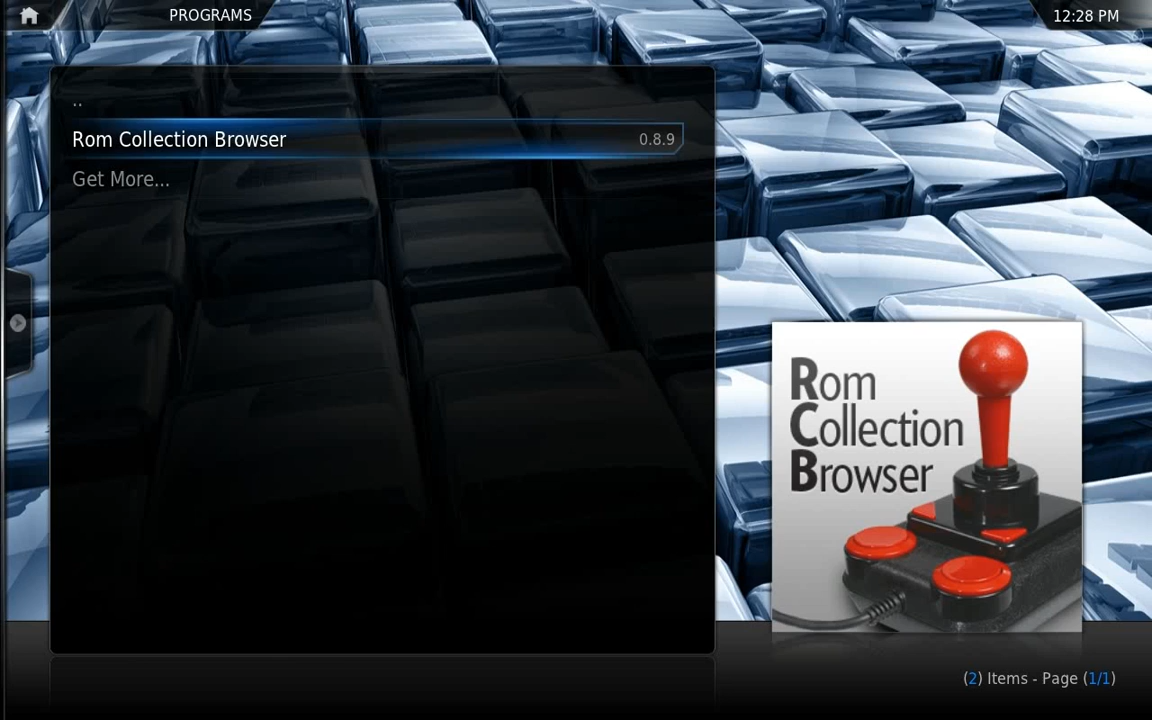 PROGRAMS
12:28 PM
..
Rom Collection Browser 0.8.9
Get More...
Rom
Collection
Browser
(2) Items - Page (1/1)